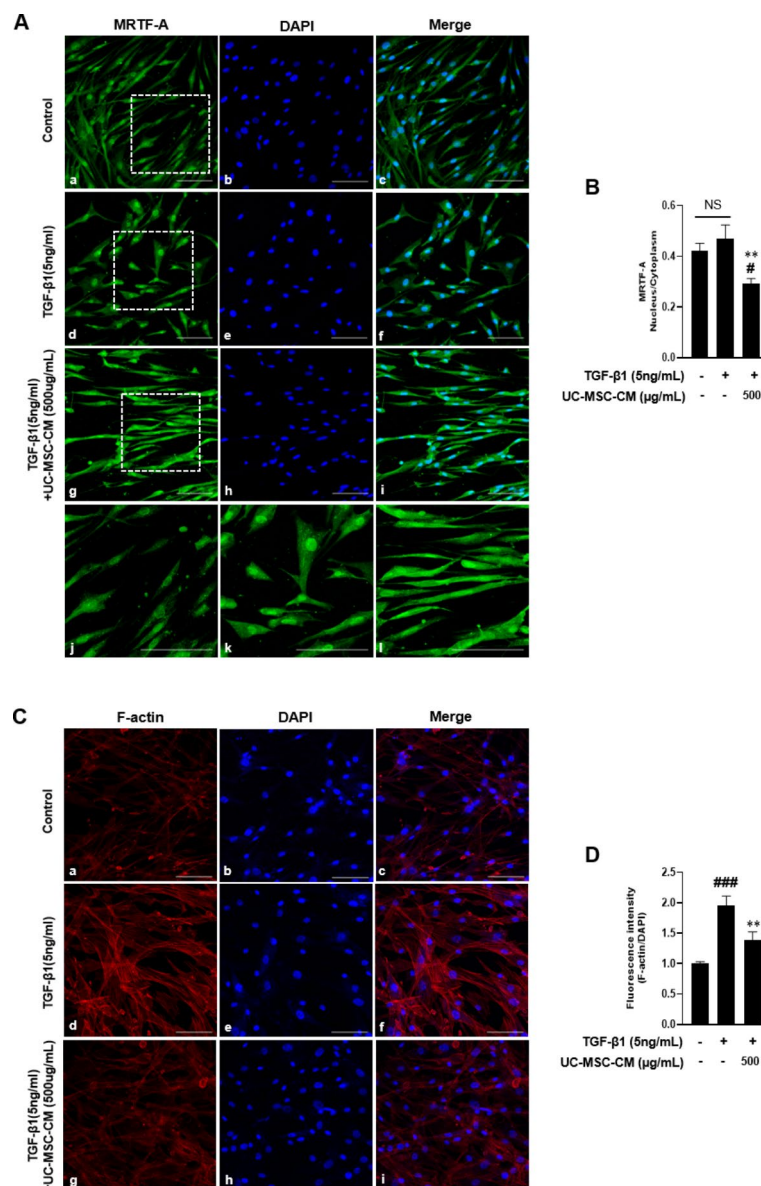 A
MRTF-A DAPI Merge
Control
a b c
TGF-β1(5ng/ml)
d e f
TGF-β1(5ng/ml)
+UC-MSC-CM (500ug/mL)
g h i
j k l
B
NS
**
#
0.6
0.4
0.2
0.0
MRTF-A
Nucleus/Cytoplasm
TGF-β1 (5ng/mL) - + +
UC-MSC-CM (μg/mL) - - 500
C
F-actin DAPI Merge
Control
a b c
TGF-β1(5ng/ml)
d e f
TGF-β1(5ng/ml)
-UC-MSC-CM (500ug/mL)
g h i
D
###
**
2.5
2.0
1.5
1.0
0.5
0.0
Fluorescence intensity
(F-actin/DAPI)
TGF-β1 (5ng/mL) - + +
UC-MSC-CM (μg/mL) - - 500